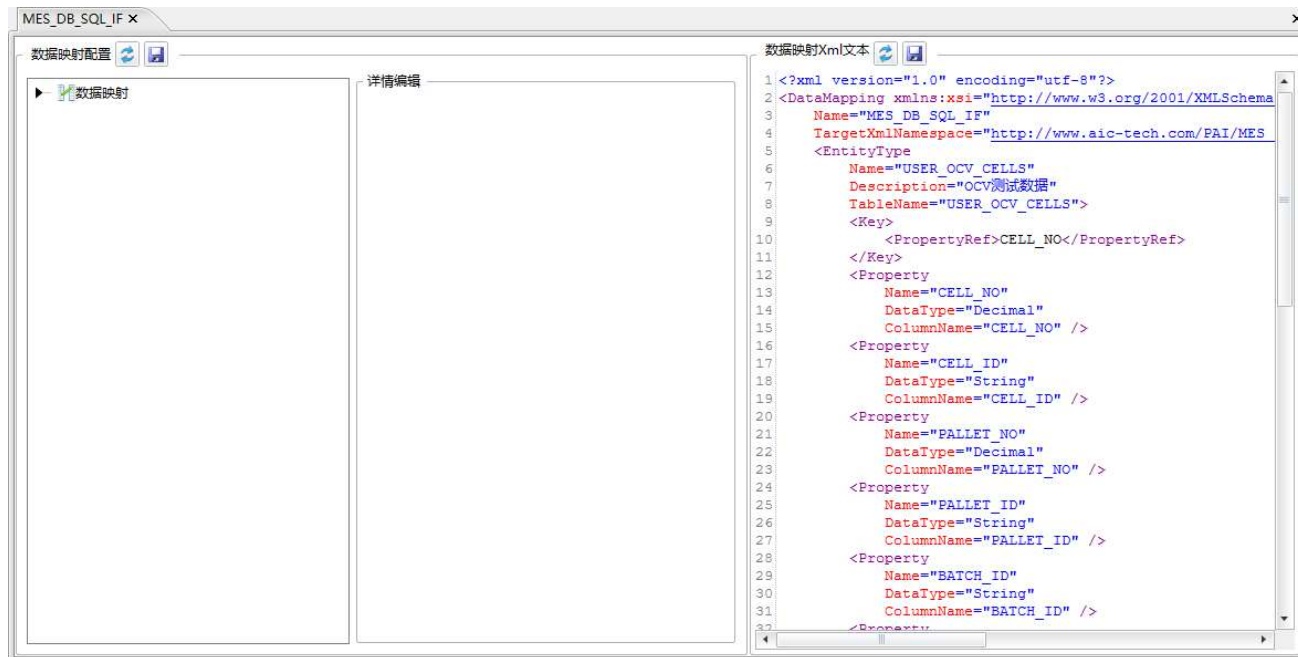 MES_DB_SQL_IF ×
数据映射配置
数据映射
详情编辑
数据映射Xml文本
1 <?xml version="1.0" encoding="utf-8"?>
2 <DataMapping xmlns:xsi="http://www.w3.org/2001/XMLSchema
3 Name="MES_DB_SQL_IF"
4 TargetXmlNamespace="http://www.aic-tech.com/PAI/MES_
5 <EntityType
6 Name="USER_OCV_CELLS"
7 Description="OCV测试数据"
8 TableName="USER_OCV_CELLS">
9 <Key>
10 <PropertyRef>CELL_NO</PropertyRef>
11 </Key>
12 <Property
13 Name="CELL_NO"
14 DataType="Decimal"
15 ColumnName="CELL_NO" />
16 <Property
17 Name="CELL_ID"
18 DataType="String"
19 ColumnName="CELL_ID" />
20 <Property
21 Name="PALLET_NO"
22 DataType="Decimal"
23 ColumnName="PALLET_NO" />
24 <Property
25 Name="PALLET_ID"
26 DataType="String"
27 ColumnName="PALLET_ID" />
28 <Property
29 Name="BATCH_ID"
30 DataType="String"
31 ColumnName="BATCH_ID" />
32 <Property